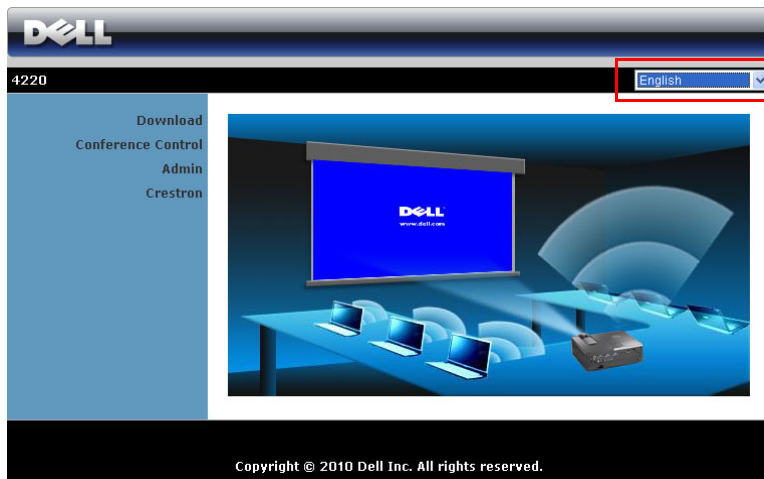 DELL
4220
English
Download
Conference Control
Admin
Crestron
DELL
www.dell.com
Copyright © 2010 Dell Inc. All rights reserved.